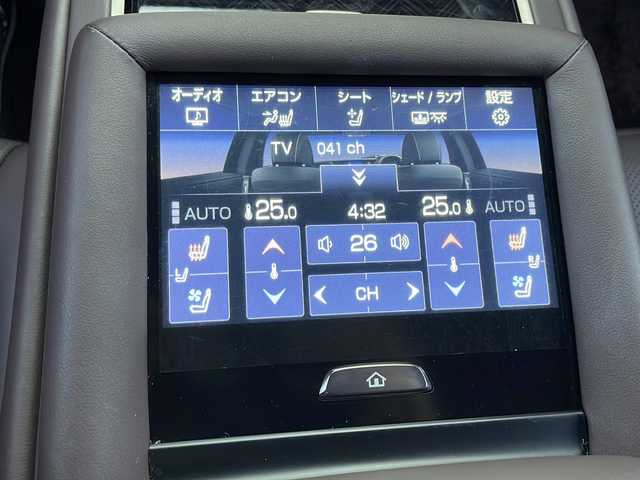 オーディオ エアコン シート シェード / ランプ 設定
TV 041 ch
AUTO 25.0 4:32 25.0 AUTO
26
CH